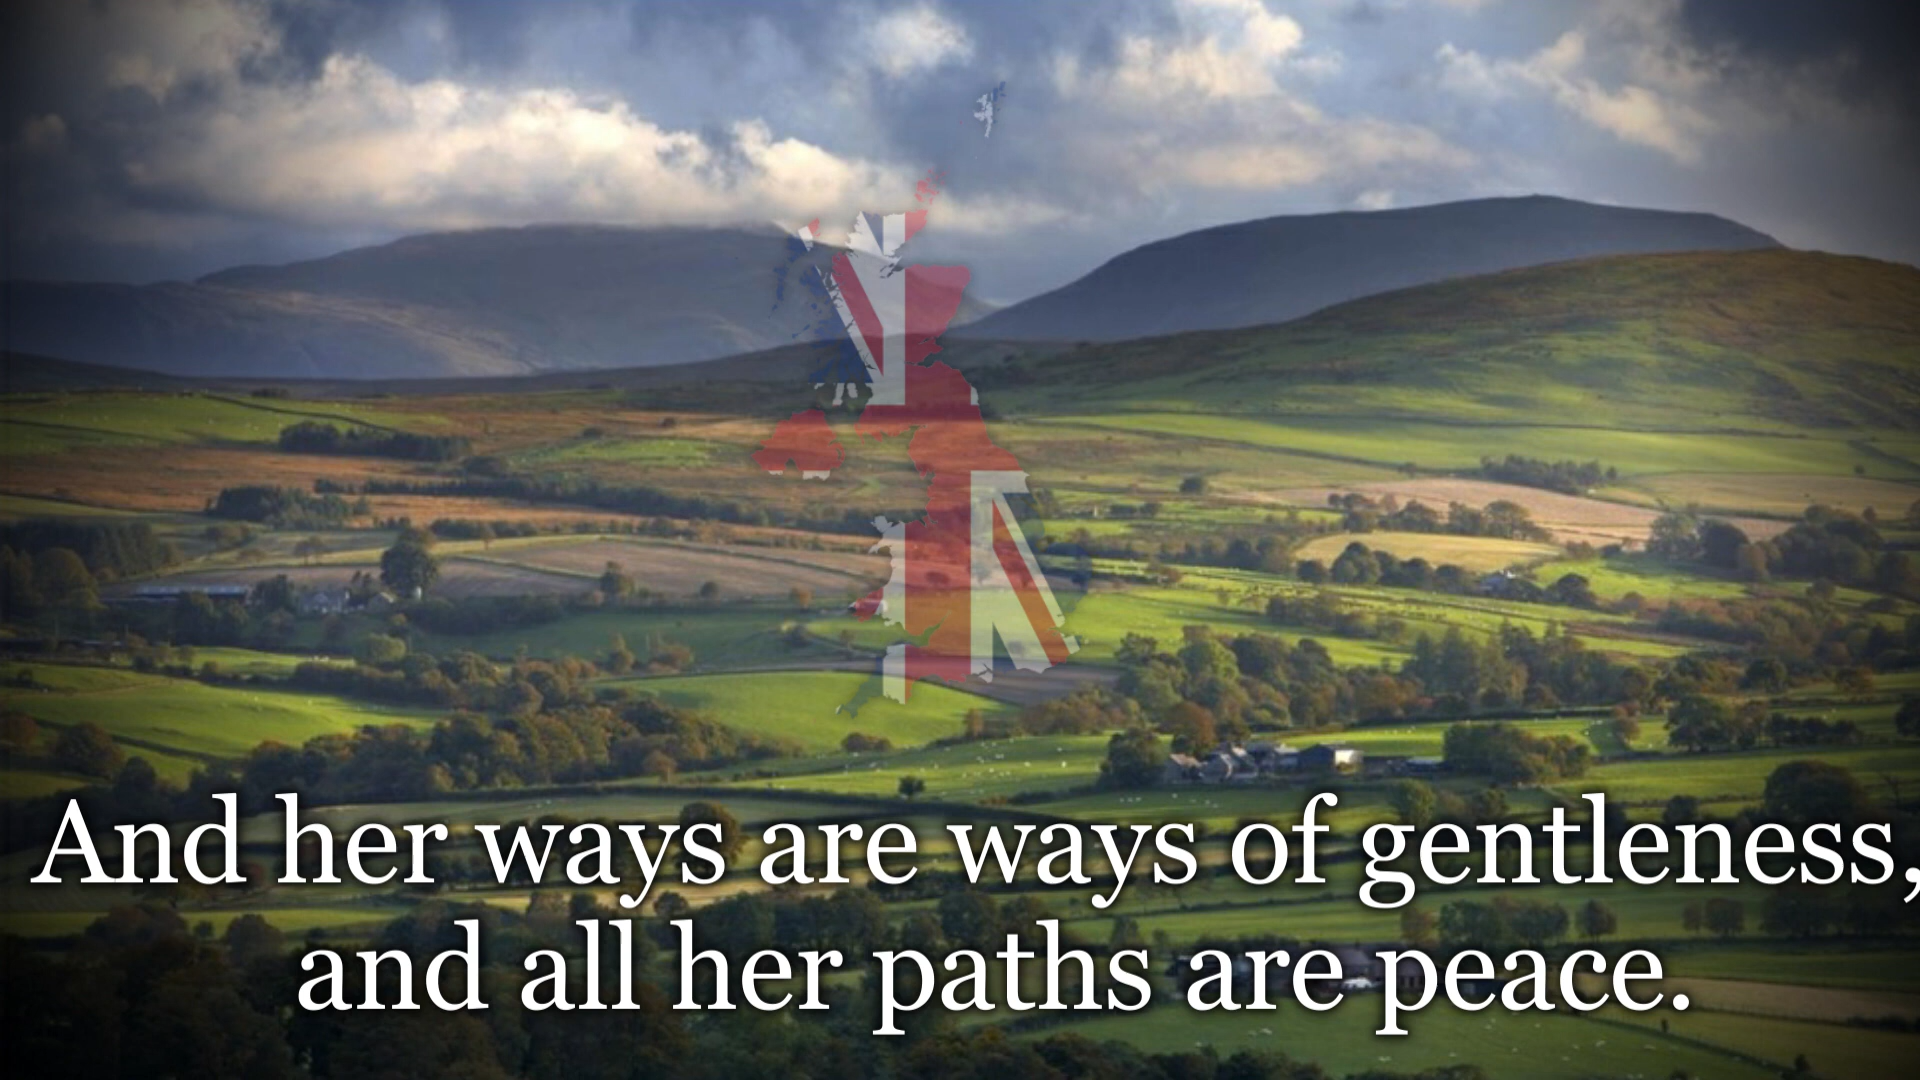 And her ways are ways of gentleness,
and all her paths are peace.